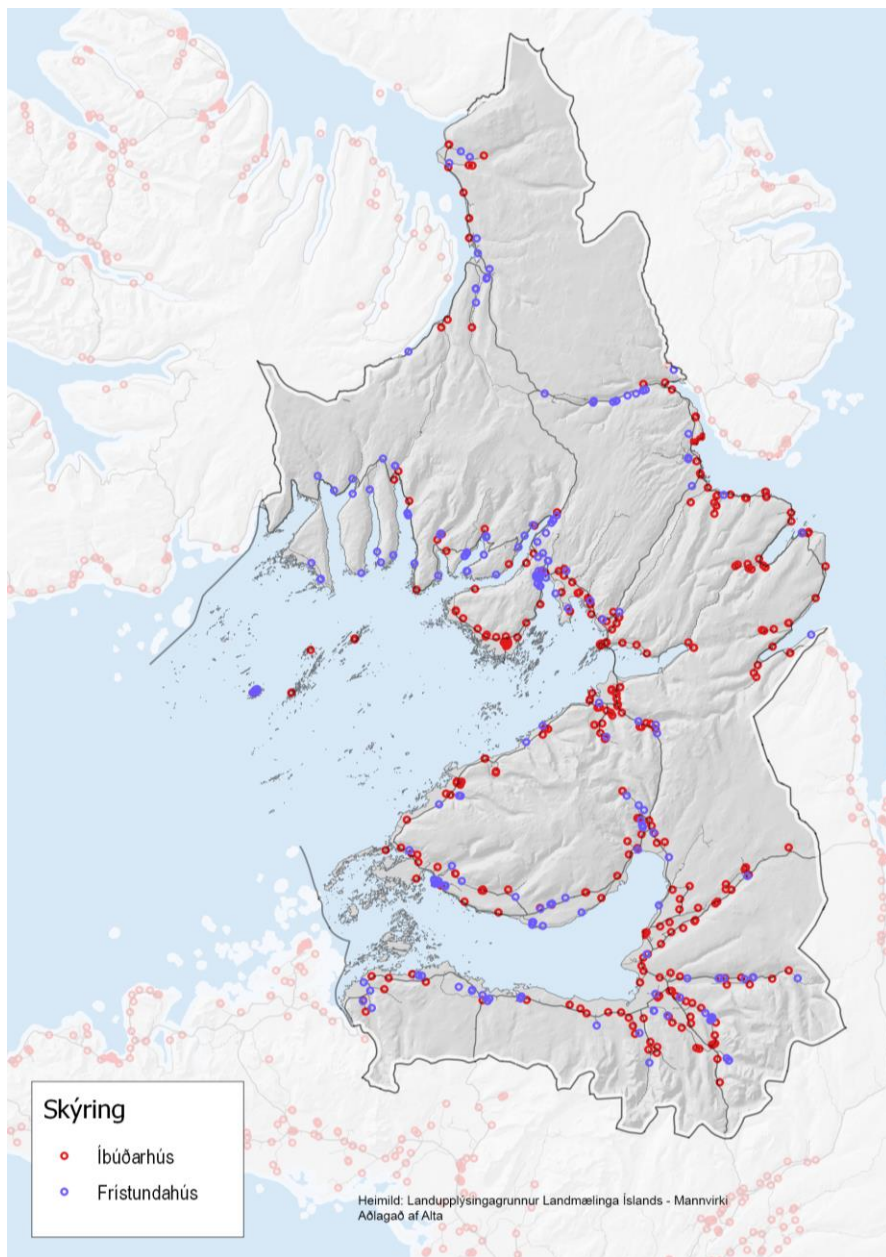 Skýring
Íbúðarhús
Frístundahús
Heimild: Landupplýsingagrunnur Landmælinga Íslands - Mannvirki
Aðlagað af Alta